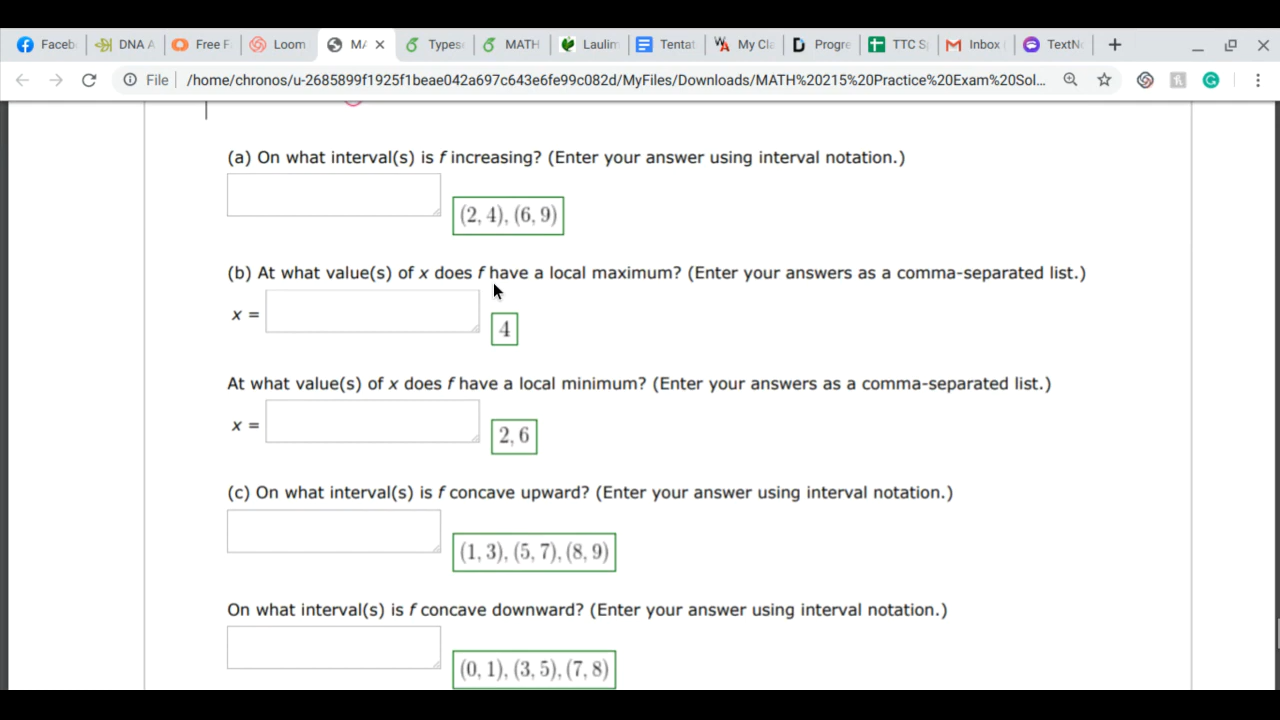 Faceb DNA A Free F Loom MA Types MATH Laulim Tentat My Cla Progre TTC S Inbox TextN
File /home/chronos/u-2685899f1925f1beae042a697c643e6fe99c082d/MyFiles/Downloads/MATH%20215%20Practice%20Exam%20Sol...
(a) On what interval(s) is f increasing? (Enter your answer using interval notation.)
(2, 4), (6, 9)
(b) At what value(s) of x does f have a local maximum? (Enter your answers as a comma-separated list.)
x =
4
At what value(s) of x does f have a local minimum? (Enter your answers as a comma-separated list.)
x =
2, 6
(c) On what interval(s) is f concave upward? (Enter your answer using interval notation.)
(1, 3), (5, 7), (8, 9)
On what interval(s) is f concave downward? (Enter your answer using interval notation.)
(0, 1), (3, 5), (7, 8)